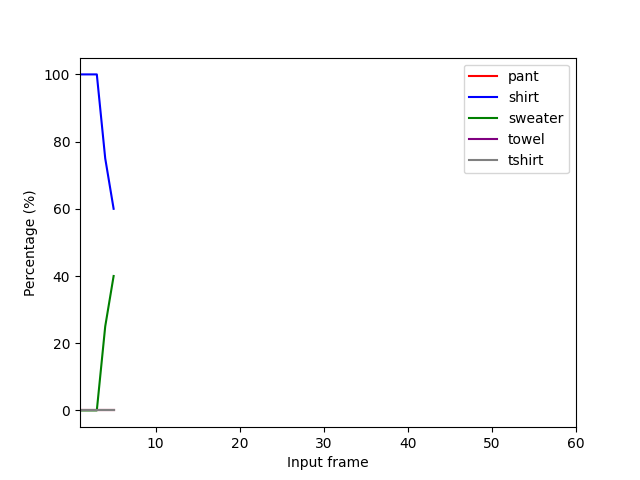 pant
shirt
sweater
towel
tshirt
100
80
60
40
20
0
Percentage (%)
10 20 30 40 50 60
Input frame